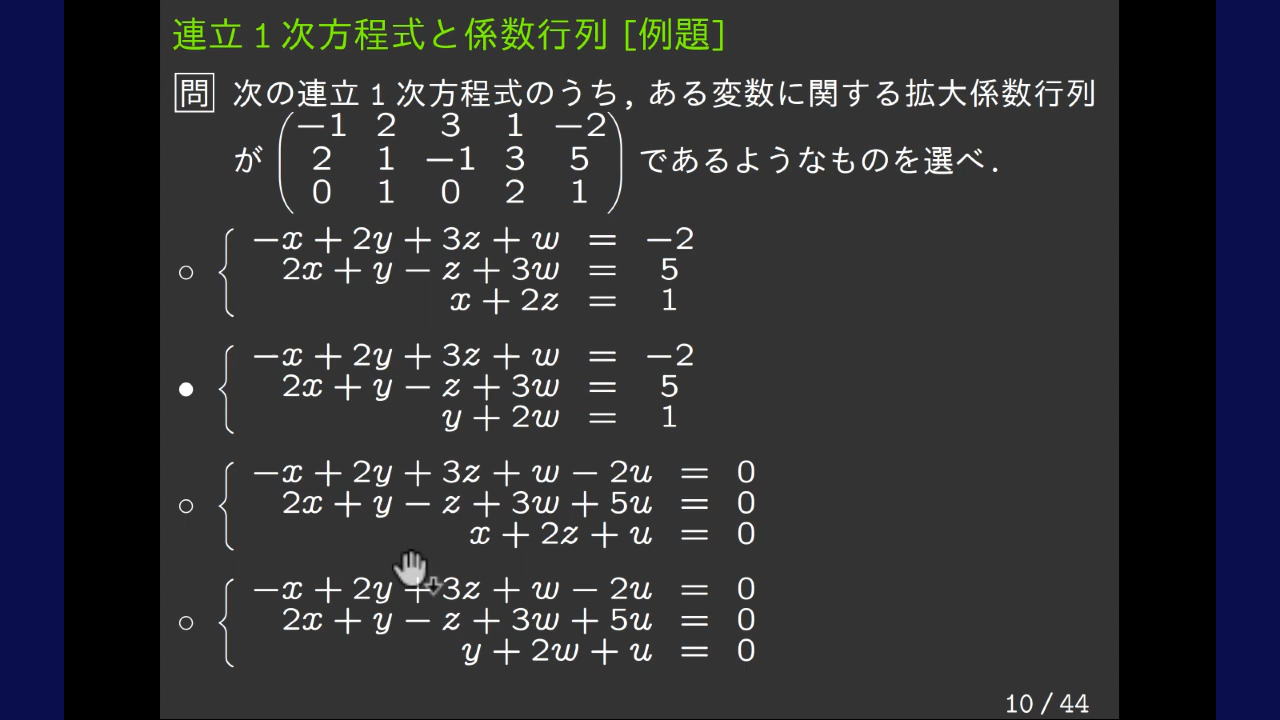 連立 1 次方程式と係数行列 [例題]
問 次の連立 1 次方程式のうち, ある変数に関する拡大係数行列
−1 2 3 1 −2
が 2 1 −1 3 5 であるようなものを選べ.
0 1 0 2 1
−x + 2y + 3z + w = −2
2x + y − z + 3w = 5
x + 2z = 1
−x + 2y + 3z + w = −2
2x + y − z + 3w = 5
y + 2w = 1
−x + 2y + 3z + w − 2u = 0
2x + y − z + 3w + 5u = 0
x + 2z + u = 0
−x + 2y + 3z + w − 2u = 0
2x + y − z + 3w + 5u = 0
y + 2w + u = 0
10 / 44